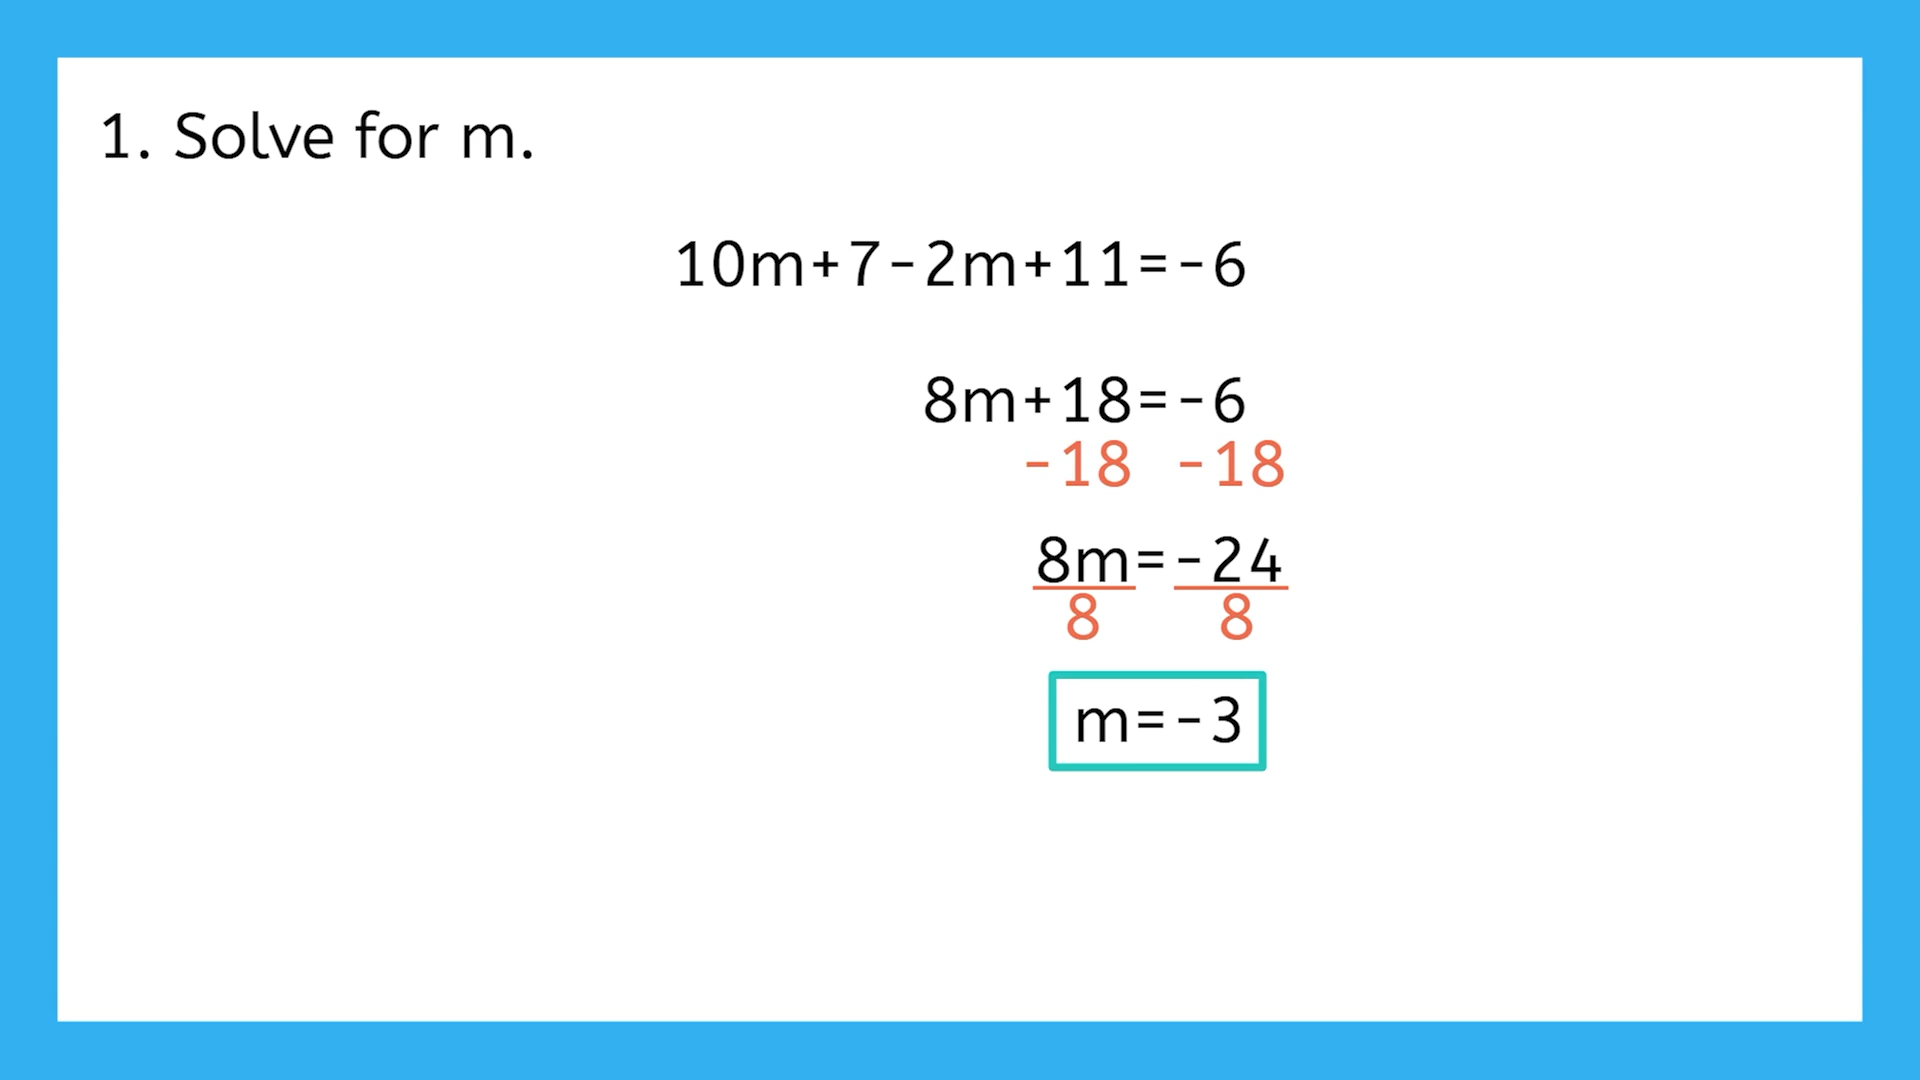 1. Solve for m.
10m+7-2m+11=-6
8m+18=-6
-18 -18
8m=-24
8 8
m=-3